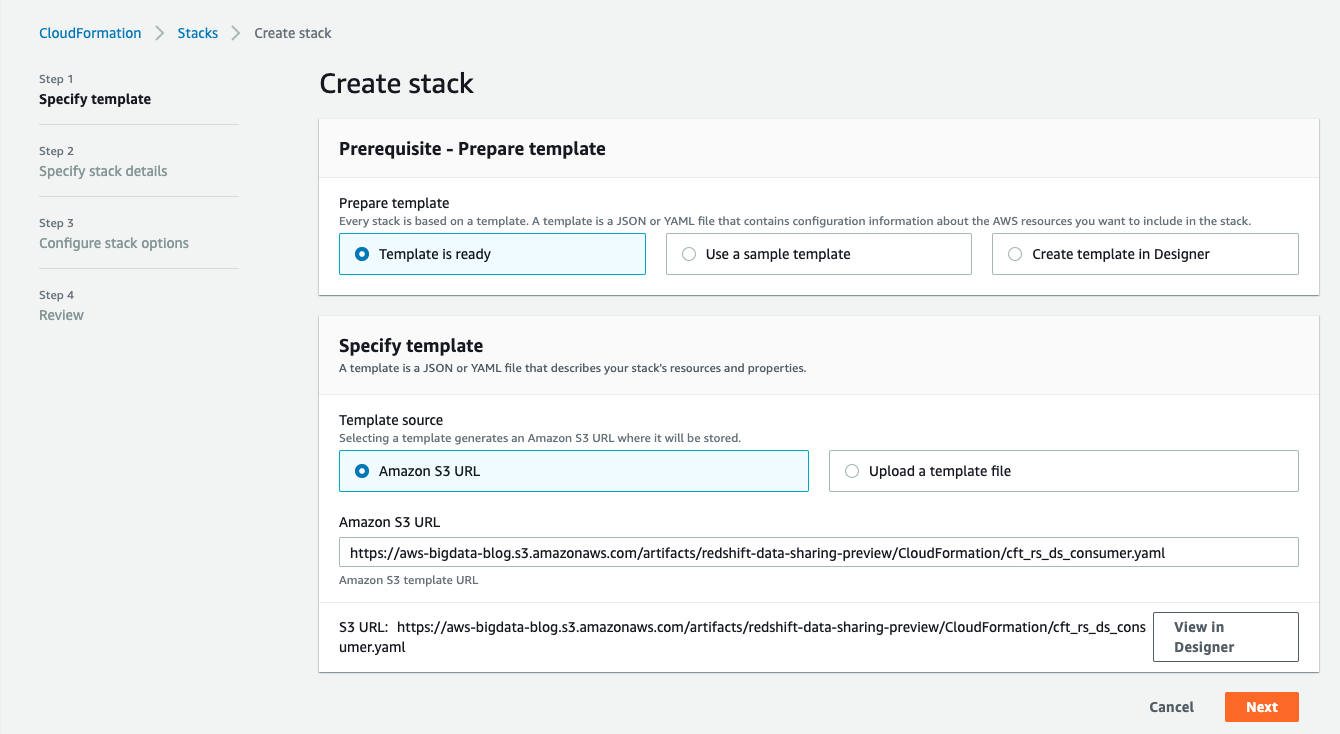 CloudFormation > Stacks > Create stack
Step 1
Specify template
Step 2
Specify stack details
Step 3
Configure stack options
Step 4
Review
Create stack
Prerequisite - Prepare template
Prepare template
Every stack is based on a template. A template is a JSON or YAML file that contains configuration information about the AWS resources you want to include in the stack.
Template is ready
Use a sample template
Create template in Designer
Specify template
A template is a JSON or YAML file that describes your stack's resources and properties.
Template source
Selecting a template generates an Amazon S3 URL where it will be stored.
Amazon S3 URL
Upload a template file
Amazon S3 URL
https://aws-bigdata-blog.s3.amazonaws.com/artifacts/redshift-data-sharing-preview/CloudFormation/cft_rs_ds_consumer.yaml
Amazon S3 template URL
S3 URL: https://aws-bigdata-blog.s3.amazonaws.com/artifacts/redshift-data-sharing-preview/CloudFormation/cft_rs_ds_cons
umer.yaml
View in
Designer
Cancel
Next